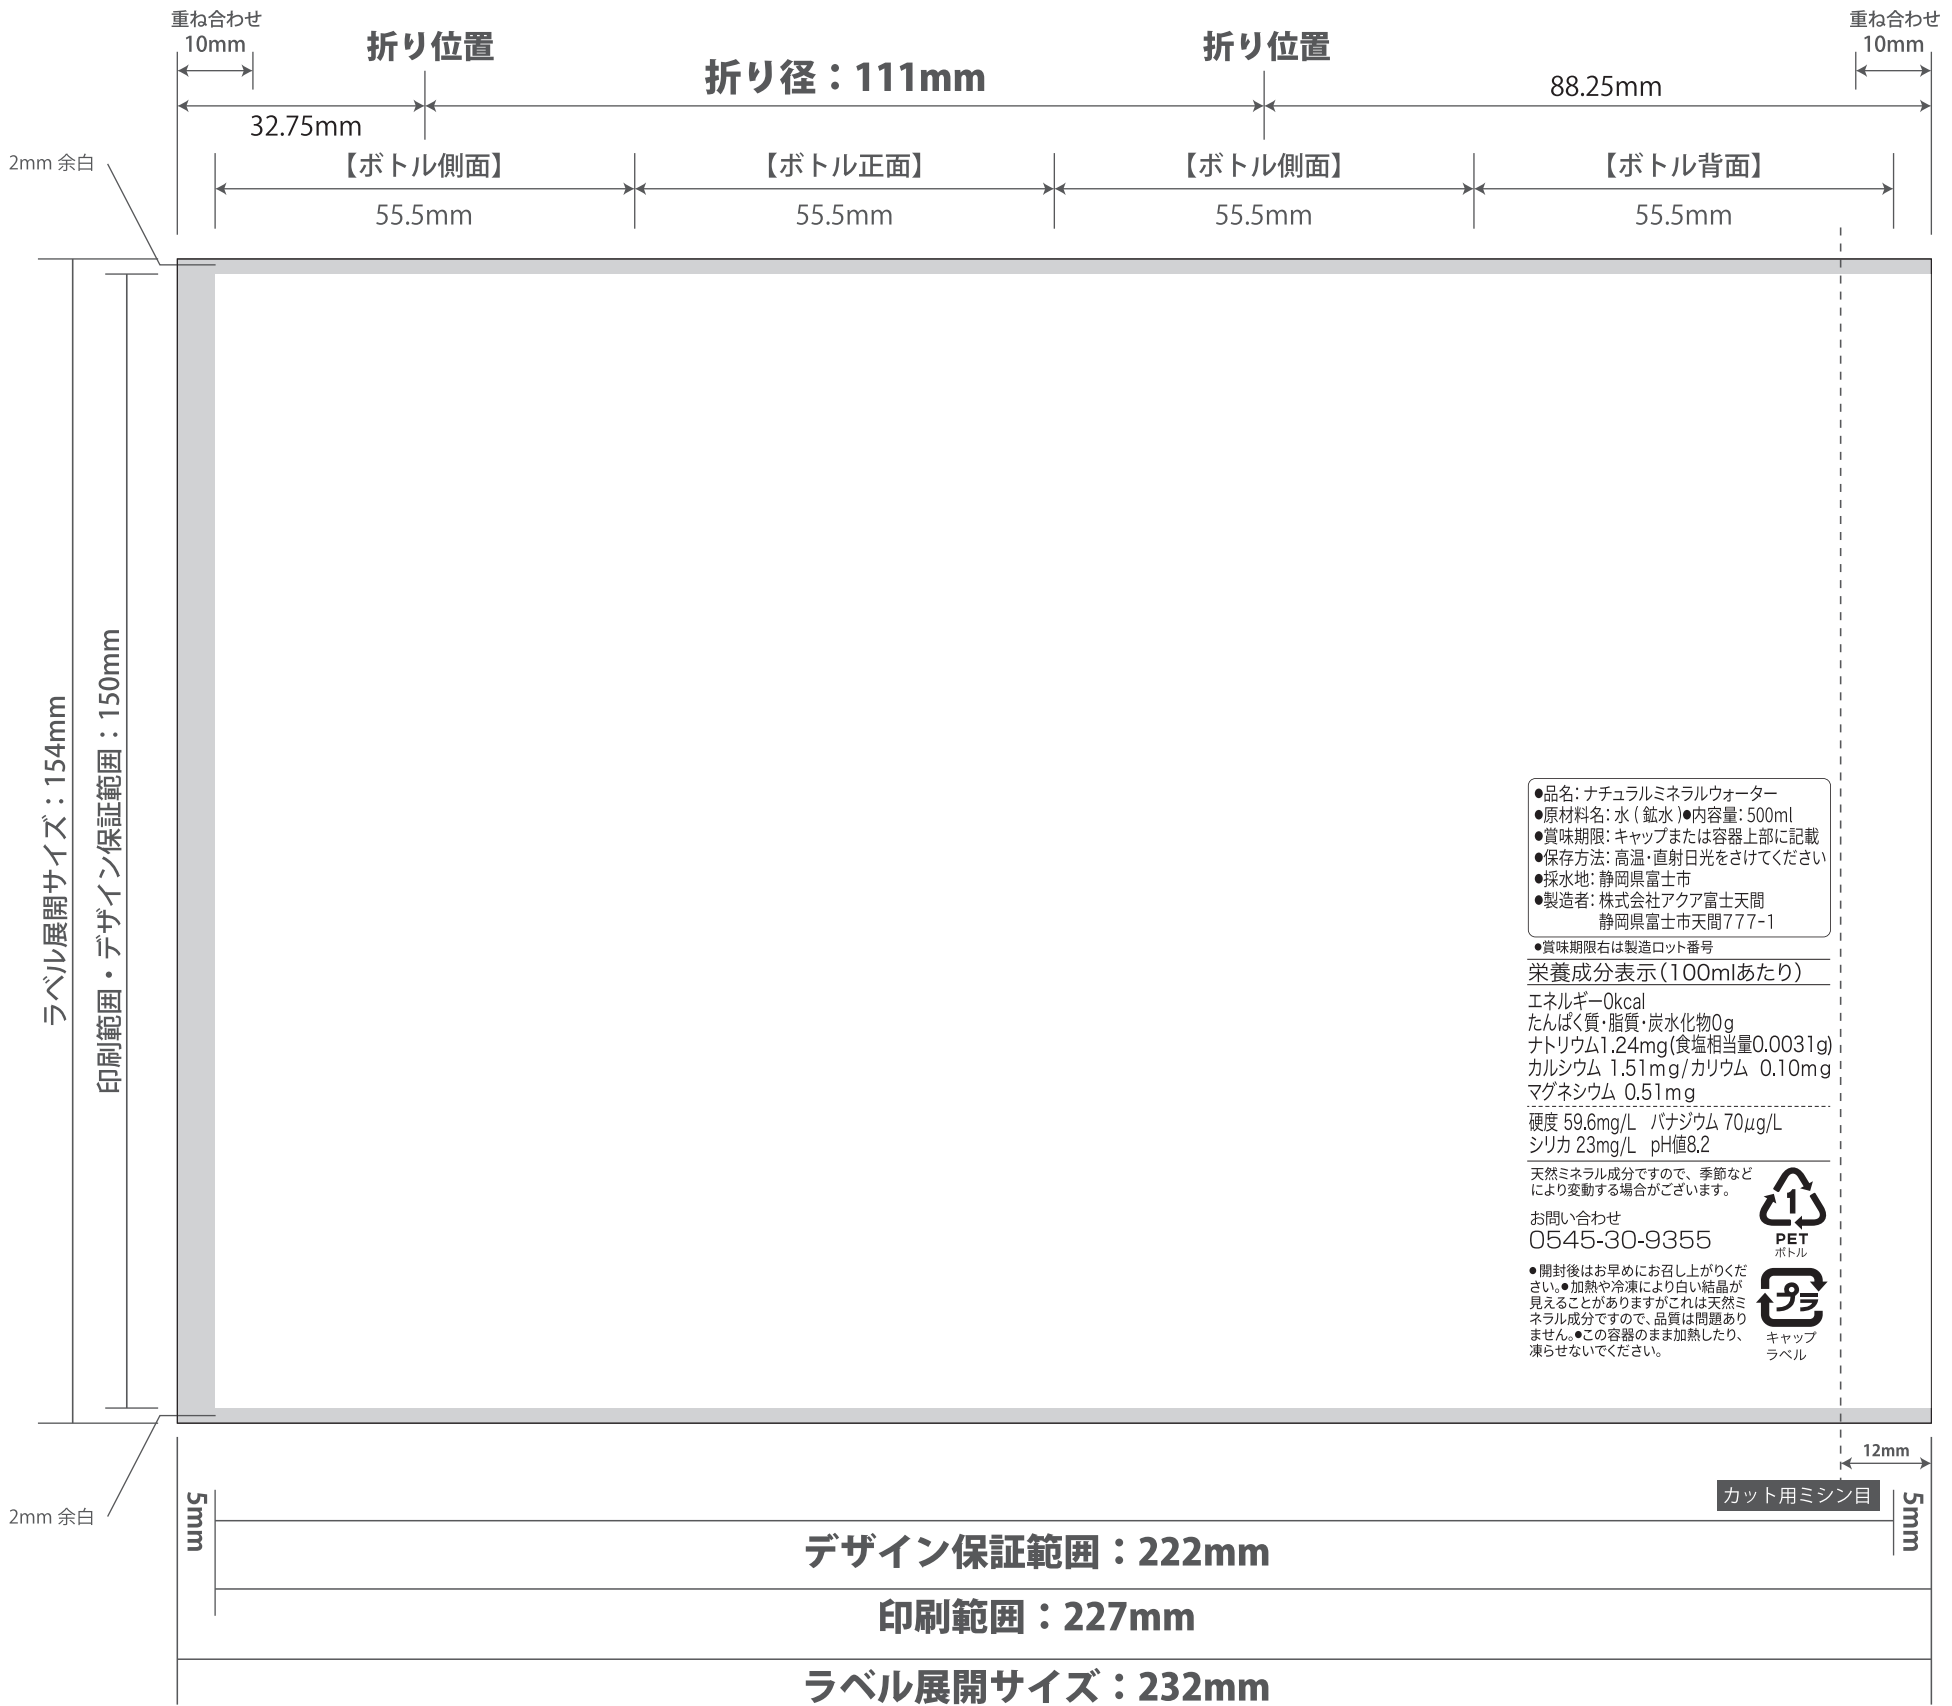 重ね合わせ
10mm
折り位置
折り径：111mm
折り位置
重ね合わせ
10mm
32.75mm
88.25mm
2mm 余白
【ボトル側面】
【ボトル正面】
【ボトル側面】
【ボトル背面】
55.5mm
55.5mm
55.5mm
55.5mm
ラベル展開サイズ：154mm
印刷範囲・デザイン保証範囲：150mm
●品名：ナチュラルミネラルウォーター
●原材料名：水（鉱水）●内容量：500ml
●賞味期限：キャップまたは容器上部に記載
●保存方法：高温・直射日光をさけてください
●採水地：静岡県富士市
●製造者：株式会社アクア富士天間
静岡県富士市天間777-1
●賞味期限右は製造ロット番号
栄養成分表示（100mlあたり）
エネルギー0kcal
たんぱく質・脂質・炭水化物0g
ナトリウム1.24mg(食塩相当量0.0031g)
カルシウム 1.51mg/カリウム 0.10mg
マグネシウム 0.51mg
硬度 59.6mg/L バナジウム 70μg/L
シリカ 23mg/L pH値8.2
天然ミネラル成分ですので、季節など
により変動する場合がございます。
お問い合わせ
0545-30-9355
1
PET
ボトル
●開封後はお早めにお召し上がりくだ
さい。●加熱や冷凍により白い結晶が
見えることがありますがこれは天然ミ
ネラル成分ですので、品質は問題あり
ません。●この容器のまま加熱したり、
凍らせないでください。
プラ
キャップ
ラベル
2mm 余白
12mm
カット用ミシン目
5mm
5mm
デザイン保証範囲：222mm
印刷範囲：227mm
ラベル展開サイズ：232mm